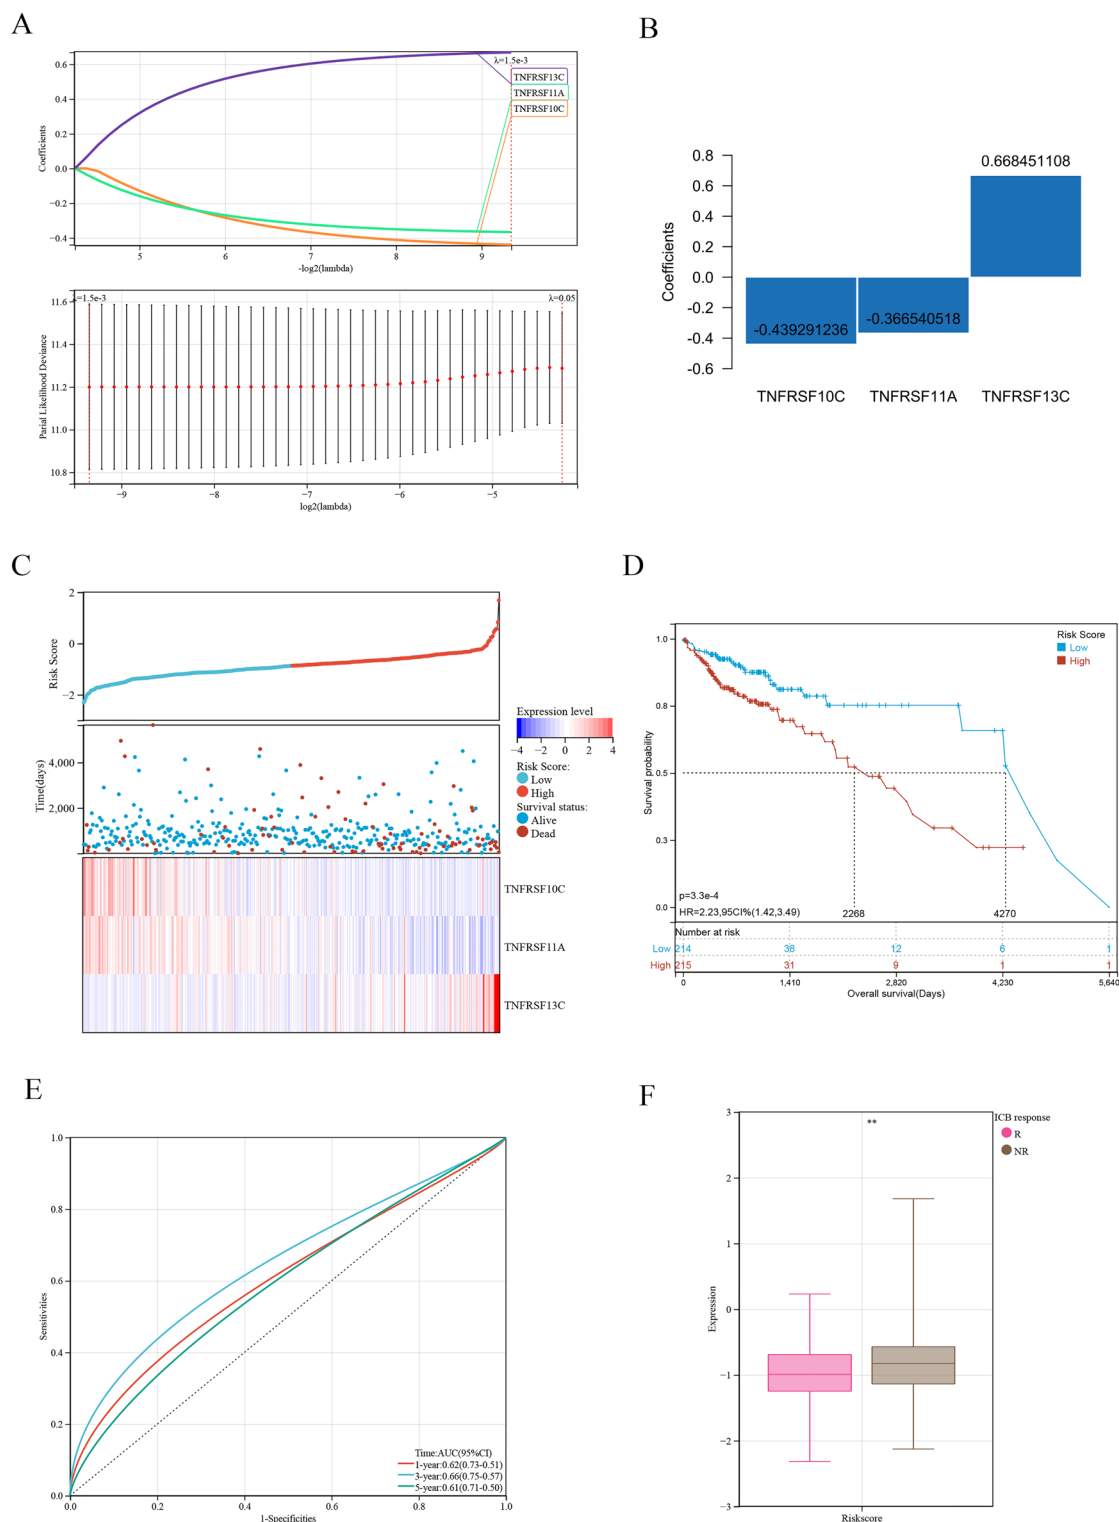 A
0.6
0.4
0.2
0.0
−0.2
−0.4
Coefficients
λ=1.5e-3
TNFRSF13C
TNFRSF11A
TNFRSF10C
5
6
7
8
9
-log2(lambda)
11.6
11.4
11.2
11.0
10.8
Parial Likelihood Deviance
λ=1.5e-3
λ=0.05
−9
−8
−7
−6
−5
log2(lambda)
B
0.8
0.6
0.4
0.2
0.0
-0.2
-0.4
-0.6
Coefficients
0.668451108
-0.439291236
-0.366540518
TNFRSF10C
TNFRSF11A
TNFRSF13C
C
2
0
−2
Risk Score
4,000
2,000
Time(days)
Expression level
−4 −2 0 2 4
Risk Score:
Low
High
Survival status:
Alive
Dead
TNFRSF10C
TNFRSF11A
TNFRSF13C
D
1.0
0.8
0.5
0.3
0.0
Survival probability
Risk Score
Low
High
p=3.3e-4
HR=2.23,95CI%(1.42,3.49)
2268
4270
Number at risk
Low 214 38 12 6 1
High 215 31 9 1 1
0 1,410 2,820 4,230 5,640
Overall survival(Days)
E
1.0
0.8
0.6
0.4
0.2
0.0
Sensitivities
Time:AUC(95%CI)
1-year:0.62(0.73-0.51)
3-year:0.66(0.75-0.57)
5-year:0.61(0.71-0.50)
0.0 0.2 0.4 0.6 0.8 1.0
1-Specificities
F
3
2
1
0
−1
−2
−3
Expression
**
ICB response
R
NR
Riskscore